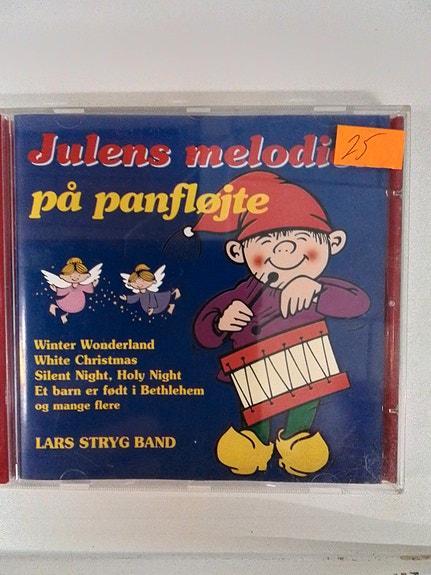 Julens melodi
25
på panfløjte
Winter Wonderland
White Christmas
Silent Night, Holy Night
Et barn er født i Bethlehem
og mange flere
LARS STRYG BAND